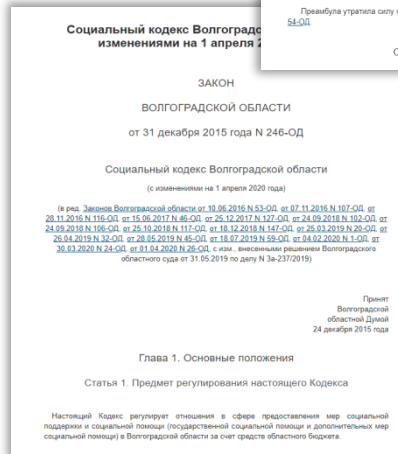 Преамбула утратила силу
54-ОД
Социальный кодекс Волгоградс
изменениями на 1 апреля 2
ЗАКОН
ВОЛГОГРАДСКОЙ ОБЛАСТИ
от 31 декабря 2015 года N 246-ОД
Социальный кодекс Волгоградской области
(с изменениями на 1 апреля 2020 года)
(в ред. Законов Волгоградской области от 10.06.2016 N 53-ОД, от 07.11.2016 N 107-ОД, от
28.11.2016 N 116-ОД, от 15.06.2017 N 46-ОД, от 25.12.2017 N 127-ОД, от 24.09.2018 N 102-ОД, от
24.09.2018 N 106-ОД, от 25.10.2018 N 117-ОД, от 18.12.2018 N 147-ОД, от 25.03.2019 N 20-ОД, от
26.04.2019 N 32-ОД, от 28.05.2019 N 45-ОД, от 18.07.2019 N 59-ОД, от 04.02.2020 N 1-ОД, от
30.03.2020 N 24-ОД, от 01.04.2020 N 26-ОД, с изм., внесенными решением Волгоградского
областного суда от 31.05.2019 по делу N 3а-237/2019)
Принят
Волгоградской
областной Думой
24 декабря 2015 года
Глава 1. Основные положения
Статья 1. Предмет регулирования настоящего Кодекса
Настоящий Кодекс регулирует отношения в сфере предоставления мер социальной
поддержки и социальной помощи (государственной социальной помощи и дополнительных мер
социальной помощи) в Волгоградской области за счет средств областного бюджета.